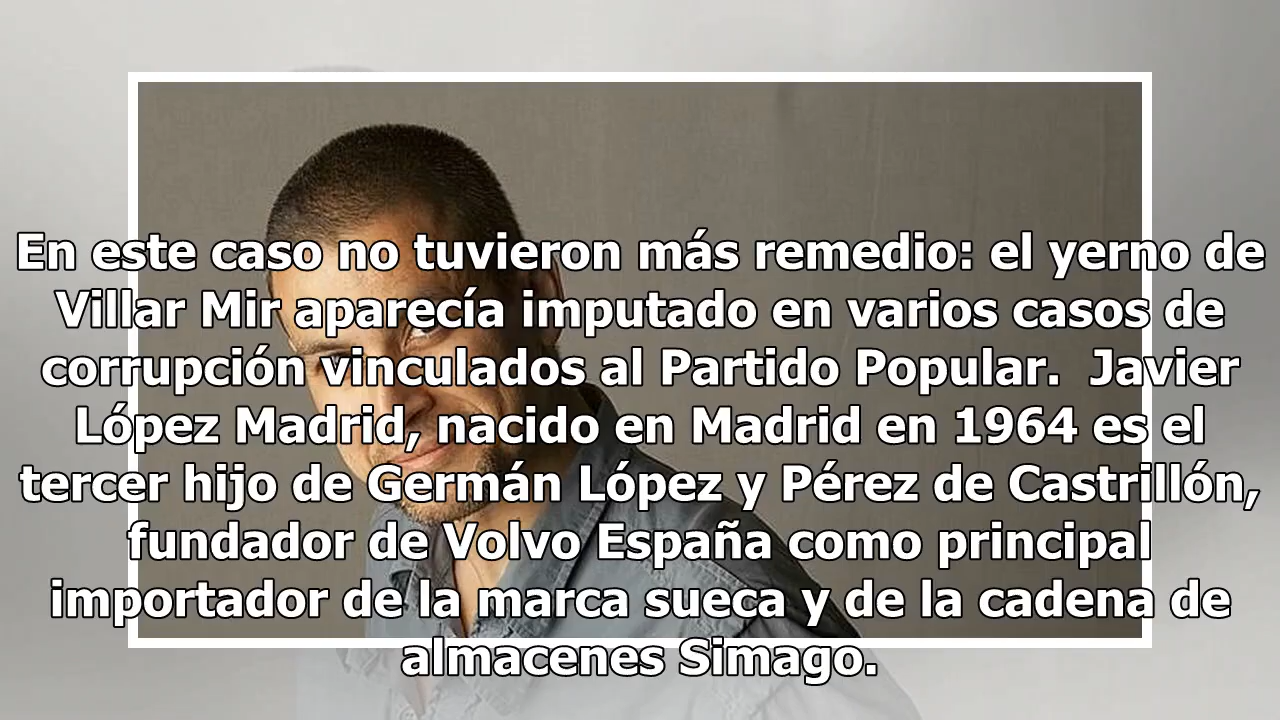 En este caso no tuvieron más remedio: el yerno de
Villar Mir aparecía imputado en varios casos de
corrupción vinculados al Partido Popular.  Javier
López Madrid, nacido en Madrid en 1964 es el
tercer hijo de Germán López y Pérez de Castrillón,
fundador de Volvo España como principal
importador de la marca sueca y de la cadena de
almacenes Simago.